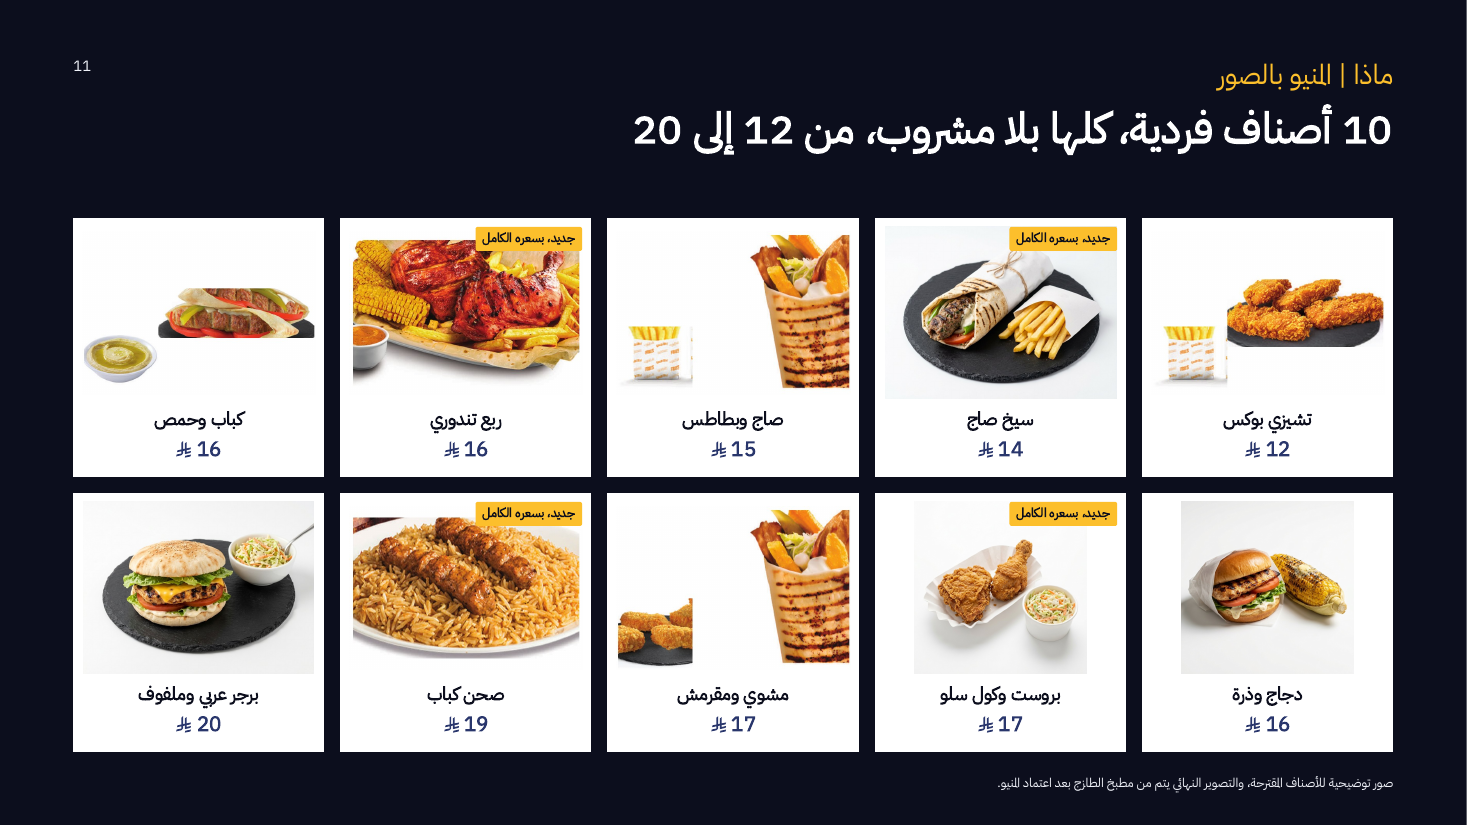 11
ماذا | المنيو بالصور
10 أصناف فردية، كلها بلا مشروب، من 12 إلى 20
تشيزي بوكس
12 ⃁
جديد، بسعره الكامل
سيخ صاج
14 ⃁
صاج وبطاطس
15 ⃁
جديد، بسعره الكامل
ربع تندوري
16 ⃁
كباب وحمص
16 ⃁
دجاج وذرة
16 ⃁
جديد، بسعره الكامل
بروست وكول سلو
17 ⃁
مشوي ومقرمش
17 ⃁
جديد، بسعره الكامل
صحن كباب
19 ⃁
برجر عربي وملفوف
20 ⃁
صور توضيحية للأصناف المقترحة، والتصوير النهائي يتم من مطبخ الطازج بعد اعتماد المنيو.